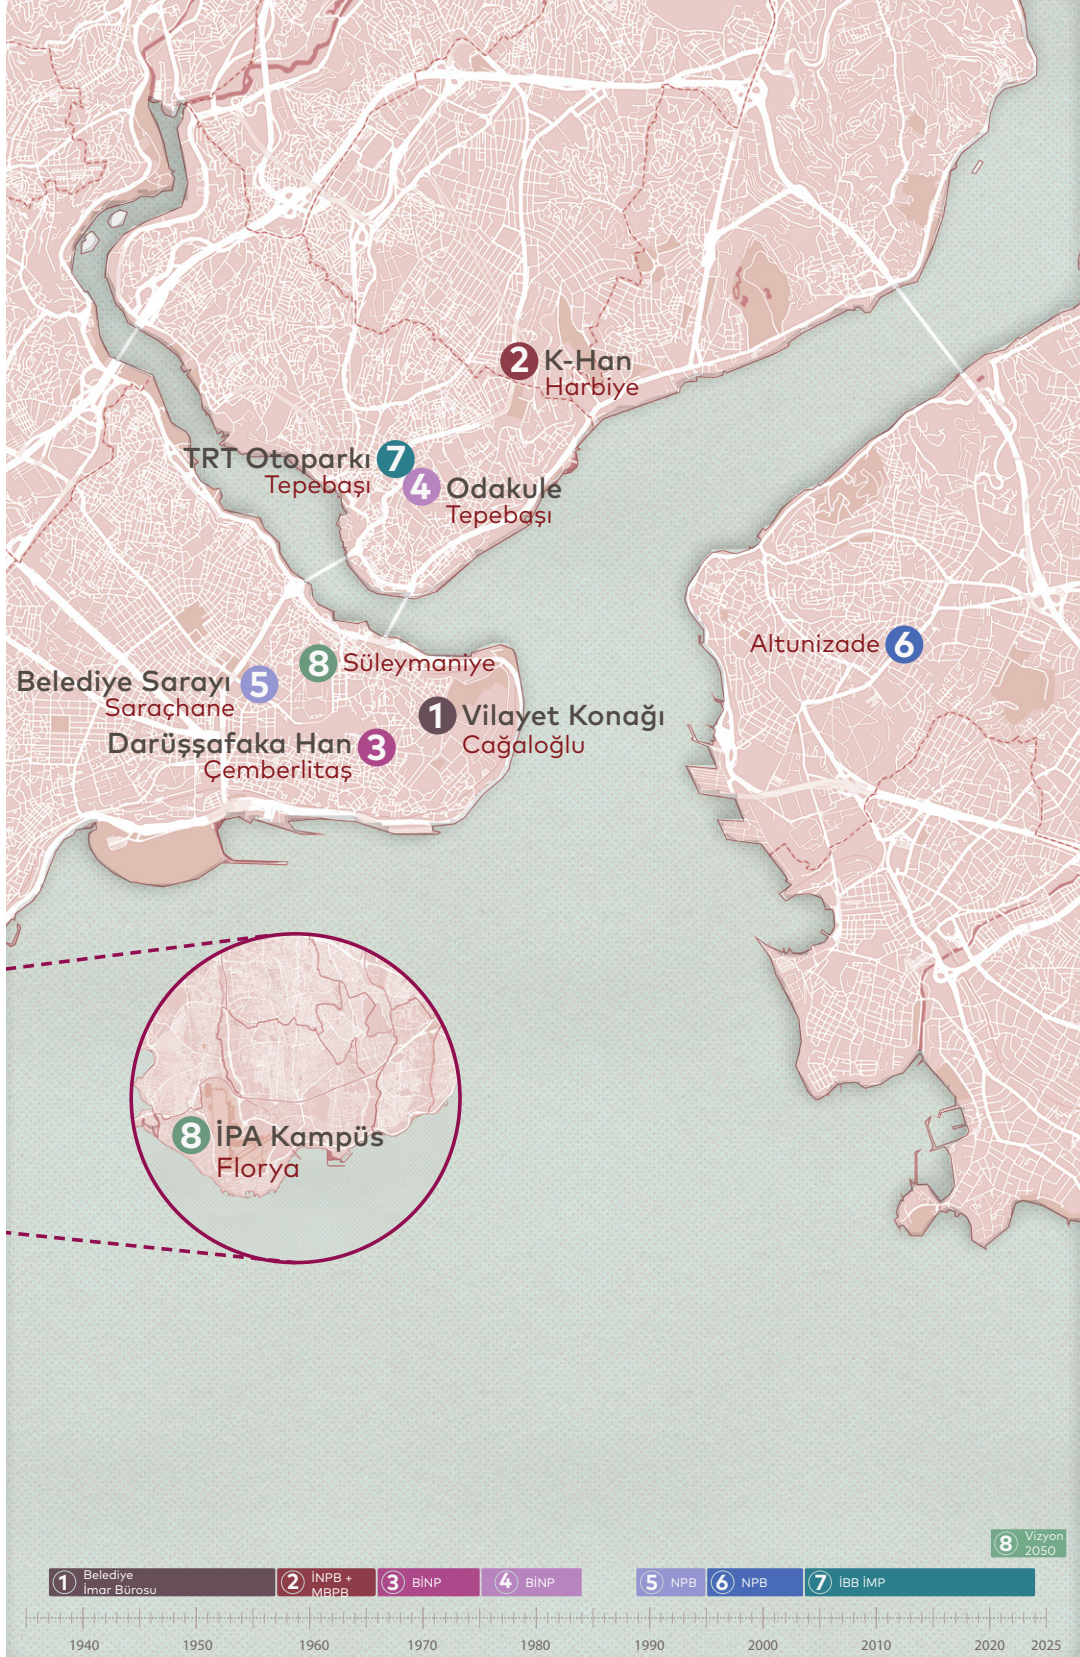 2 K-Han
Harbiye
TRT Otoparkı 7
Tepebaşı
4 Odakule
Tepebaşı
Altunizade 6
8 Süleymaniye
Belediye Sarayı 5
Saraçhane
1 Vilayet Konağı
Cağaloğlu
Darüşşafaka Han 3
Çemberlitaş
8 İPA Kampüs
Florya
8 Vizyon
2050
1 Belediye
İmar Bürosu
2 İNPB +
MBPB
3 BİNP
4 BİNP
5 NPB
6 NPB
7 İBB İMP
1940 1950 1960 1970 1980 1990 2000 2010 2020 2025